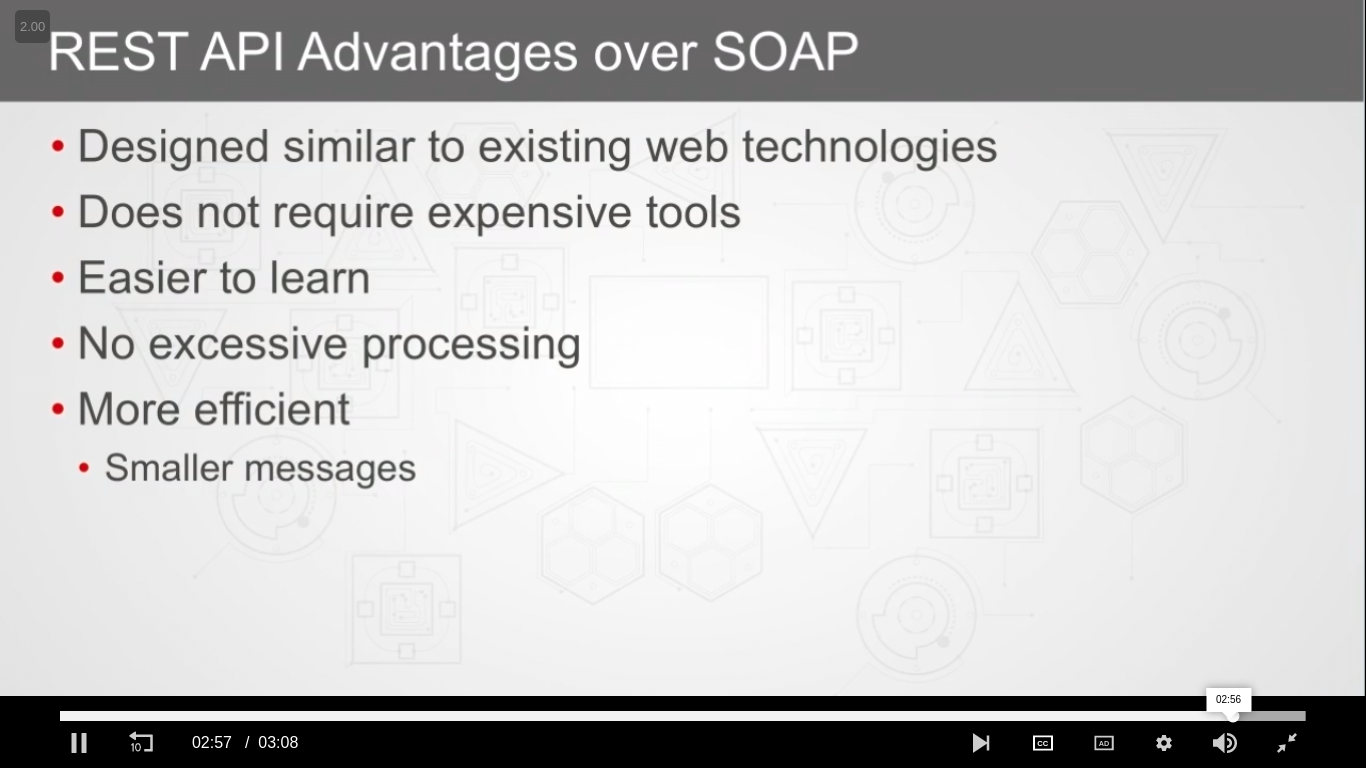 2.00
REST API Advantages over SOAP
• Designed similar to existing web technologies
• Does not require expensive tools
• Easier to learn
• No excessive processing
• More efficient
• Smaller messages
02:56
10 02:57 / 03:08 CC AD